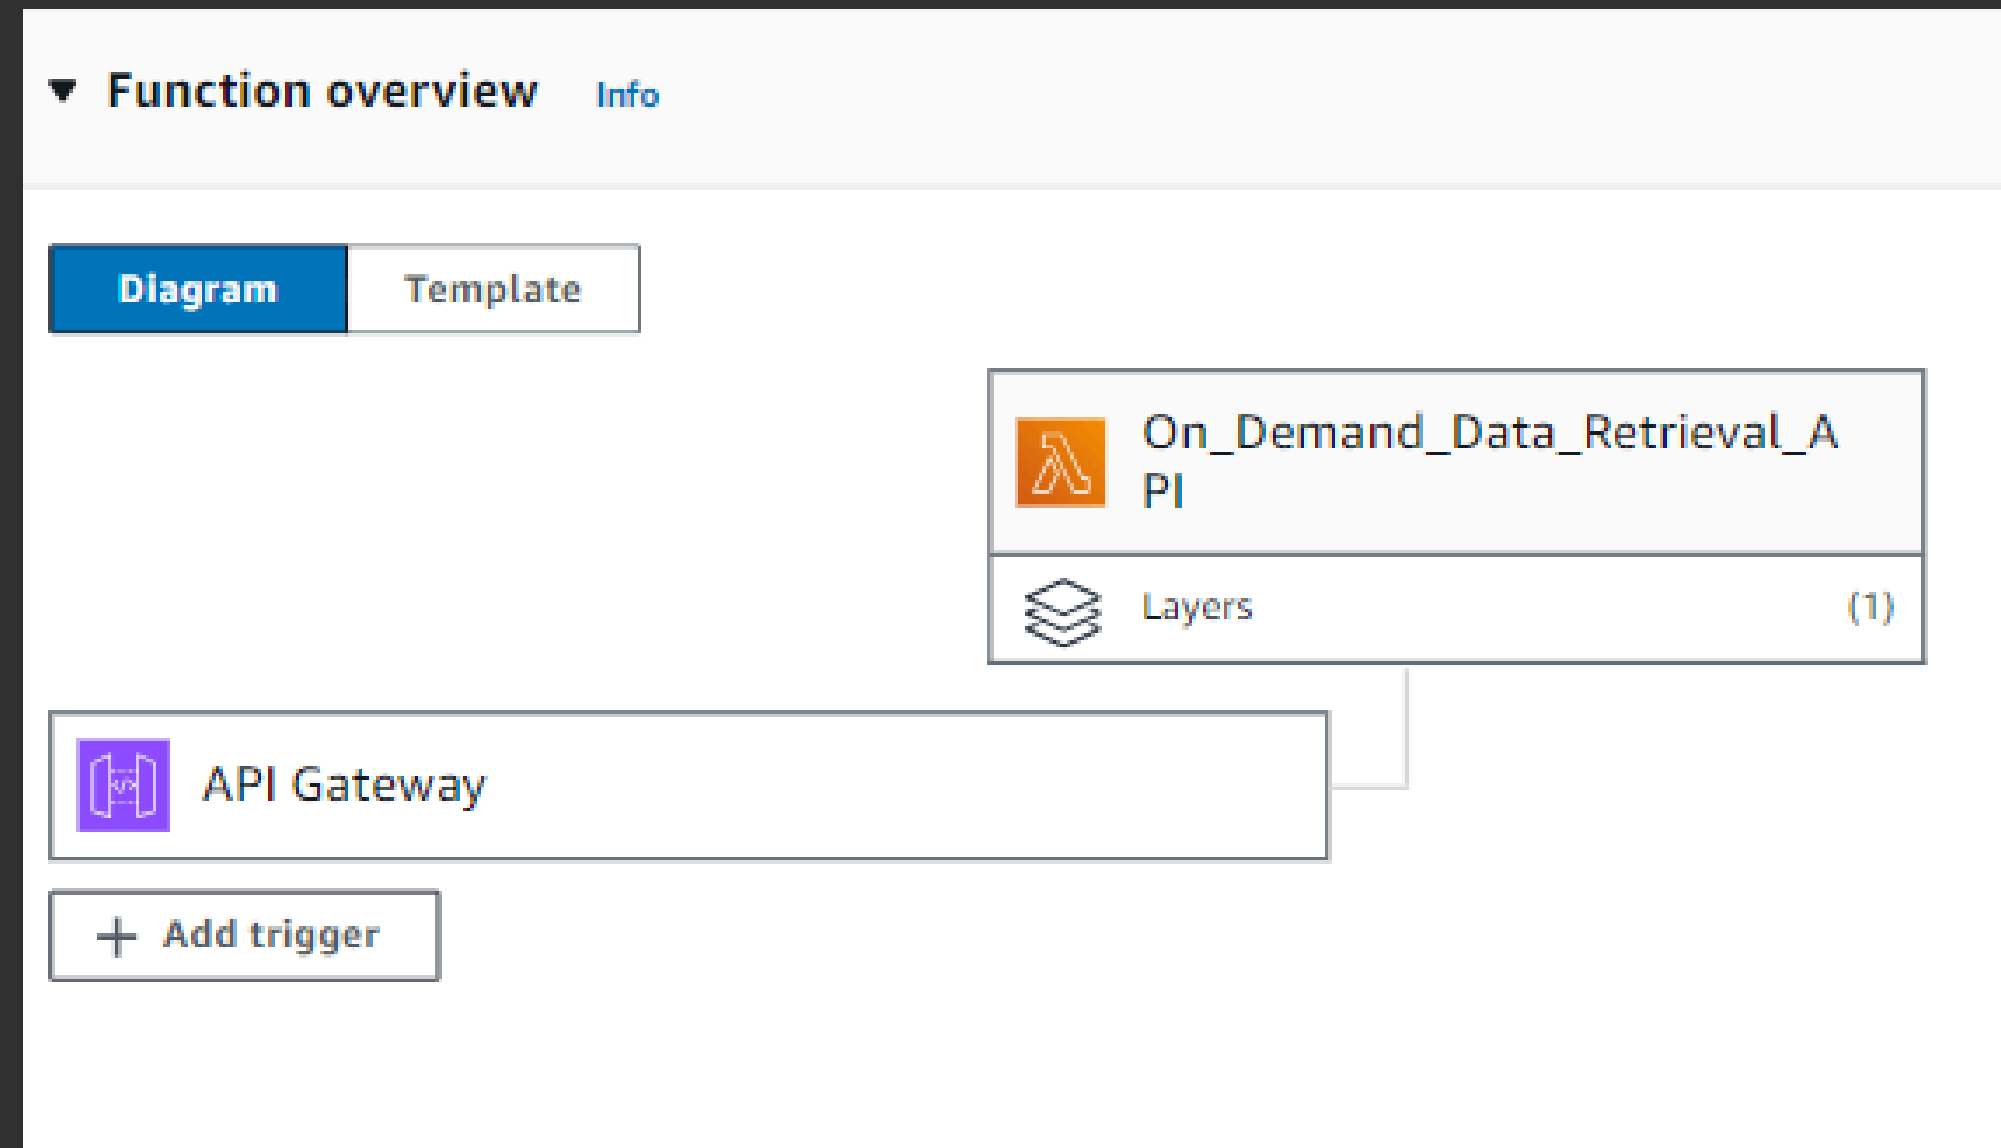 Function overview Info
Diagram Template
On_Demand_Data_Retrieval_A
PI
Layers (1)
API Gateway
+ Add trigger